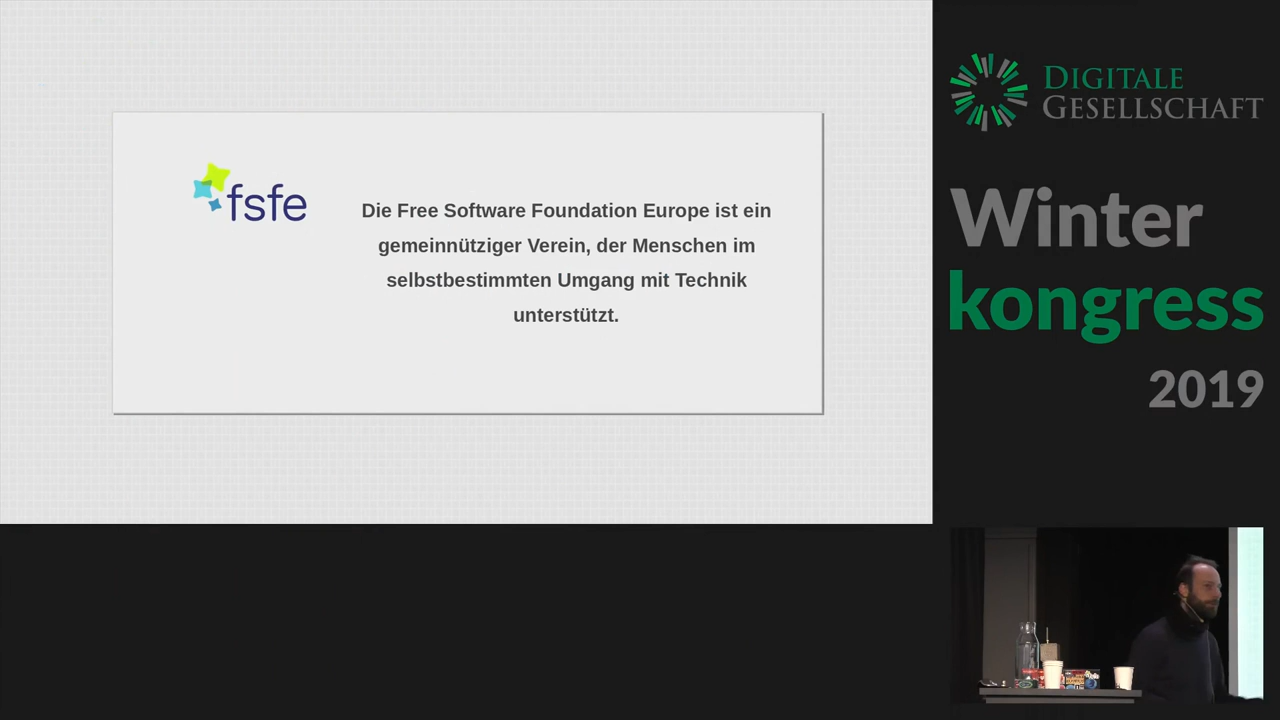 fsfe
Die Free Software Foundation Europe ist ein
gemeinnütziger Verein, der Menschen im
selbstbestimmten Umgang mit Technik
unterstützt.
DIGITALE
GESELLSCHAFT
Winter
kongress
2019